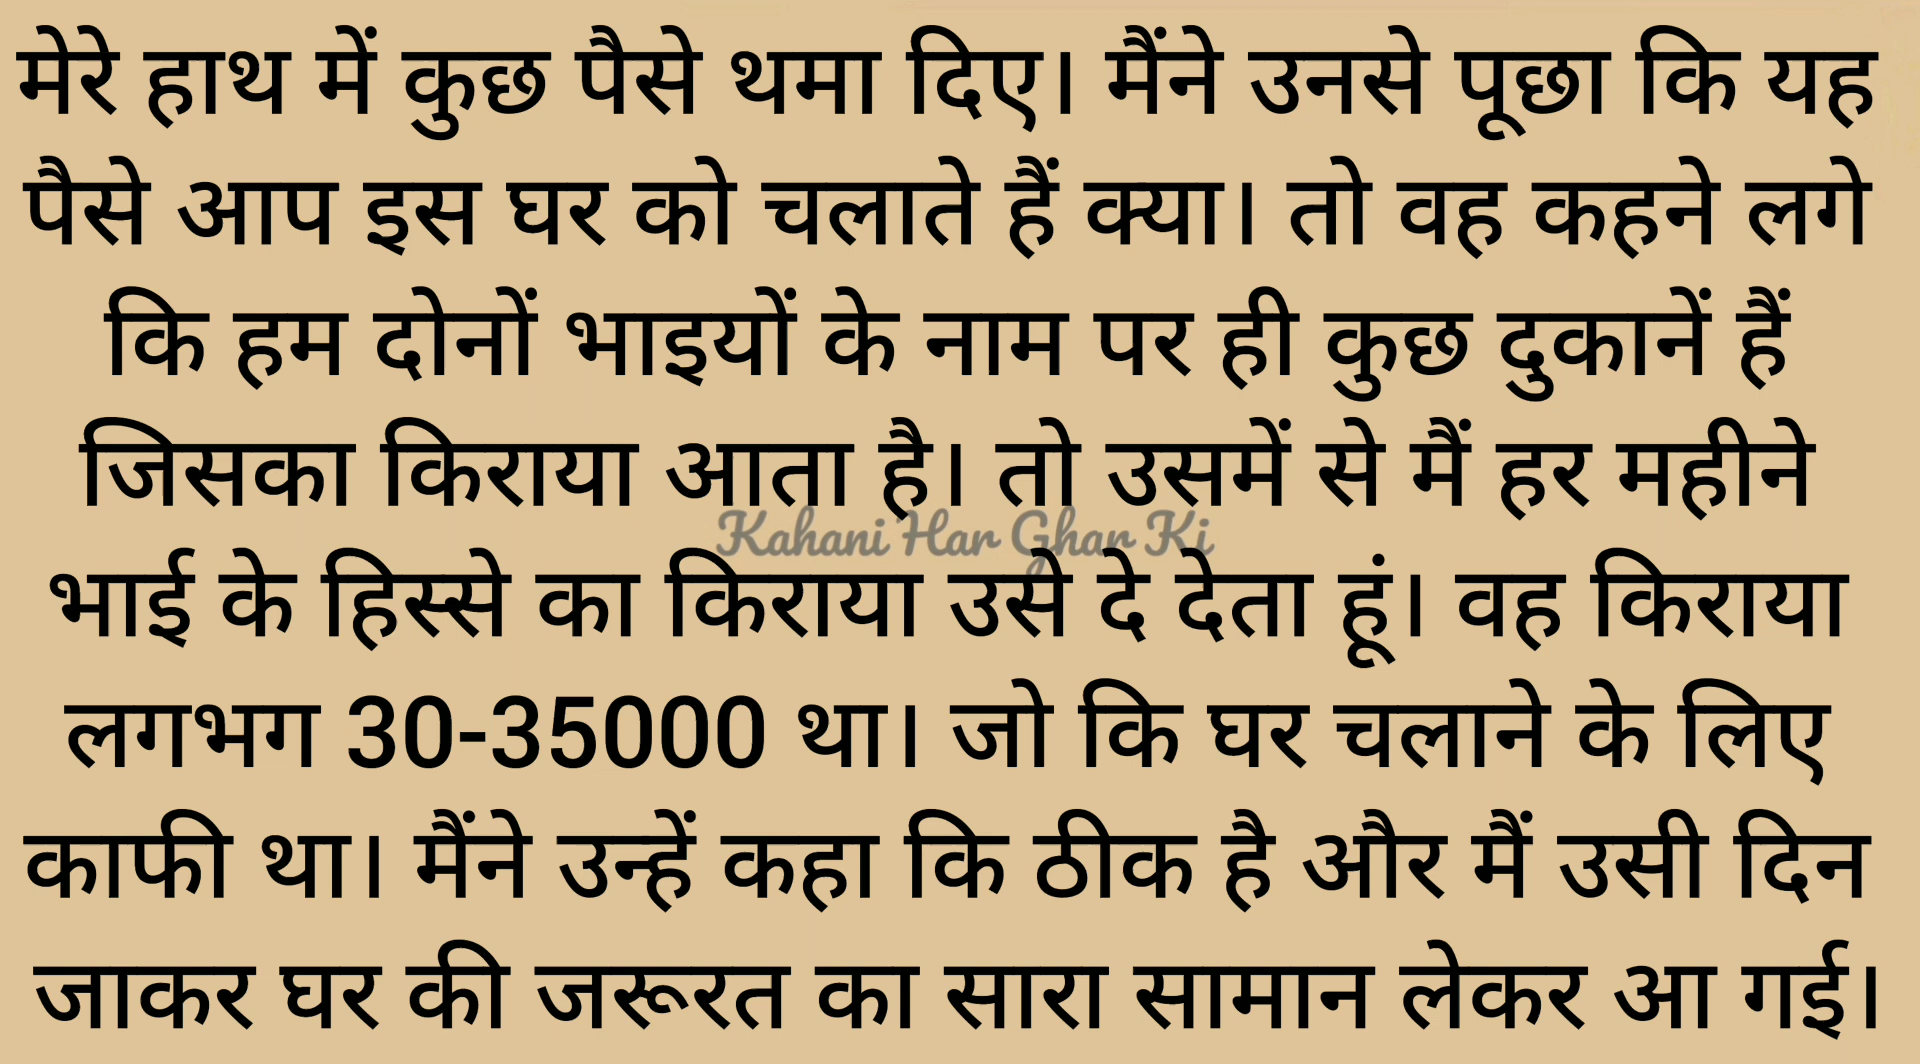 मेरे हाथ में कुछ पैसे थमा दिए। मैंने उनसे पूछा कि यह
पैसे आप इस घर को चलाते हैं क्या। तो वह कहने लगे
कि हम दोनों भाइयों के नाम पर ही कुछ दुकानें हैं
जिसका किराया आता है। तो उसमें से मैं हर महीने
Kahani Har Ghar Ki
भाई के हिस्से का किराया उसे दे देता हूं। वह किराया
लगभग 30-35000 था। जो कि घर चलाने के लिए
काफी था। मैंने उन्हें कहा कि ठीक है और मैं उसी दिन
जाकर घर की जरूरत का सारा सामान लेकर आ गई।